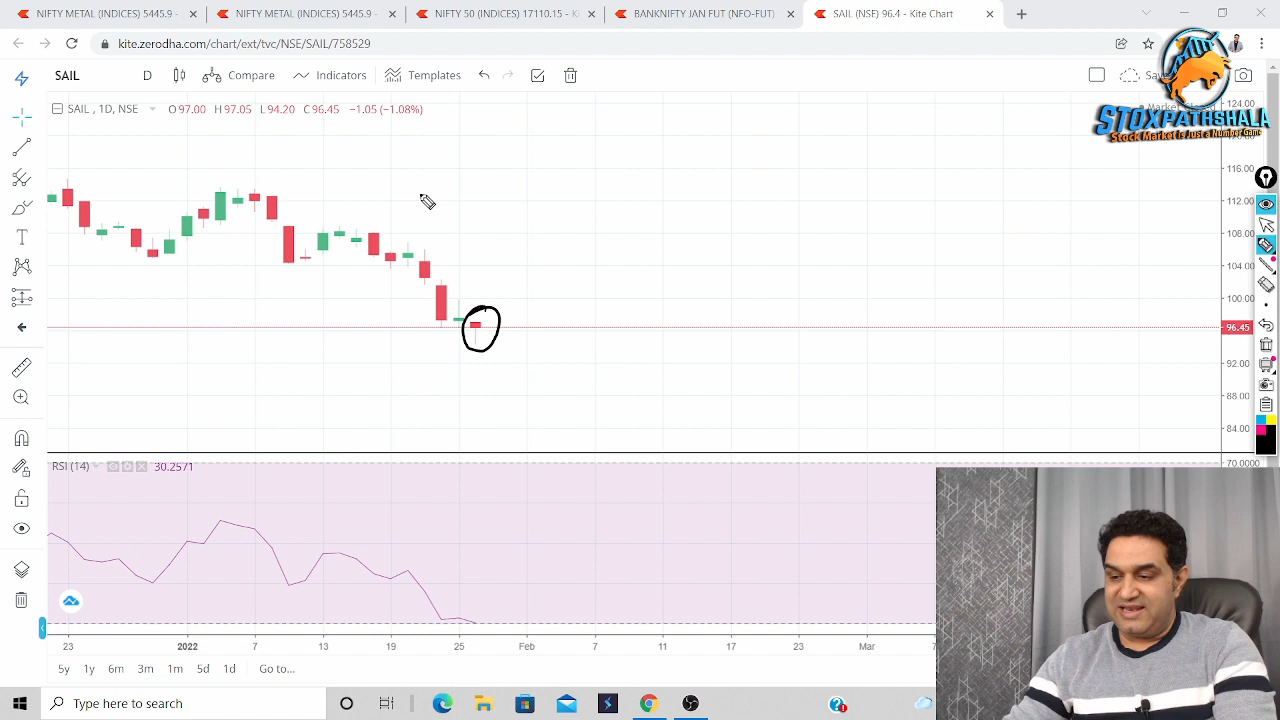 NIFTY METAL (INDICES) 5445.9 -
NIFTY METAL (INDICES) 5445.9 -
NIFTY 50 (INDICES) 17110.15 - Ki
BANKNIFTY JAN FUT (NFO-FUT)
SAIL (NSE) 96.4 - Kite Chart
kite.zerodha.com/chart/ext/tvc/NSE/SAIL/758529
SAIL
D
Compare
Indicators
Templates
STOXPATHSHALA
Stock Market is Just a Number Game
SAIL , 1D, NSE
O 97.00 H 97.05 L 94.20 C 96.45 −1.05 (−1.08%)
124.00
116.00
112.00
108.00
104.00
100.00
96.45
92.00
88.00
84.00
RSI (14)
30.2571
70.0000
23 2022 7 13 19 25 Feb 7 11 17 23 Mar
5y 1y 6m 3m 1m 5d 1d Go to...
Type here to search